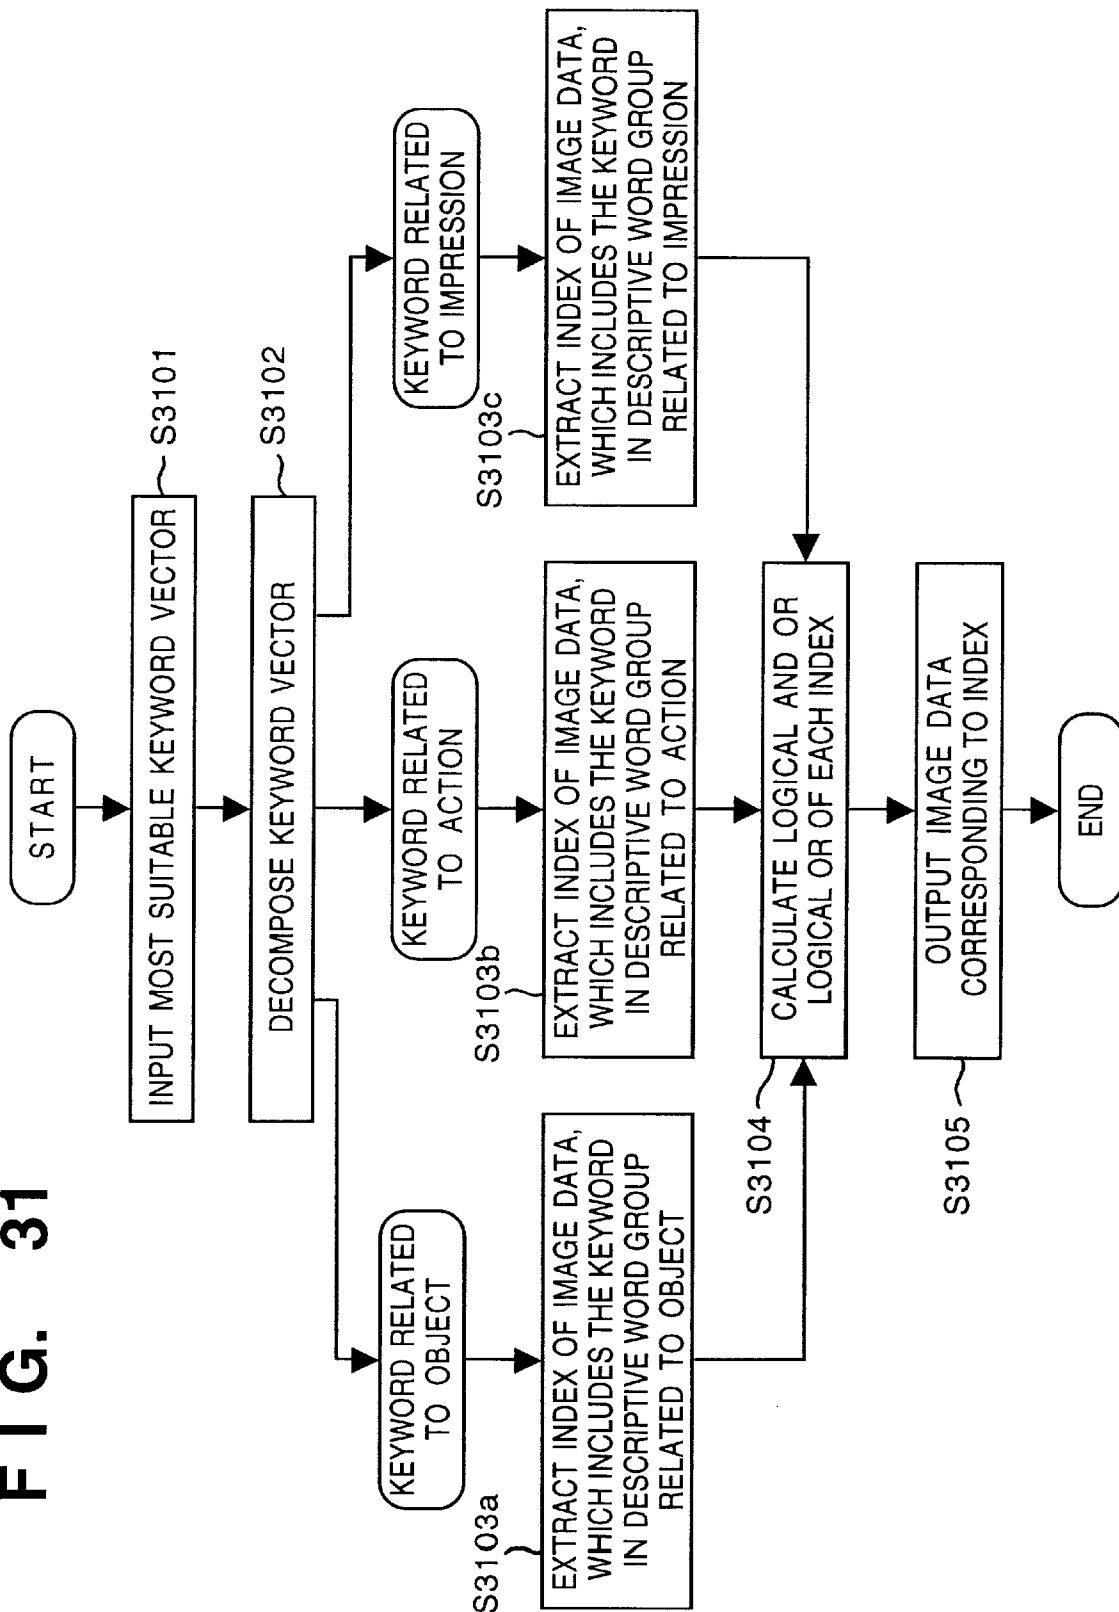 FIG. 31
START
INPUT MOST SUITABLE KEYWORD VECTOR
S3101
DECOMPOSE KEYWORD VECTOR
S3102
KEYWORD RELATED
TO OBJECT
KEYWORD RELATED
TO ACTION
KEYWORD RELATED
TO IMPRESSION
S3103a
EXTRACT INDEX OF IMAGE DATA,
WHICH INCLUDES THE KEYWORD
IN DESCRIPTIVE WORD GROUP
RELATED TO OBJECT
S3103b
EXTRACT INDEX OF IMAGE DATA,
WHICH INCLUDES THE KEYWORD
IN DESCRIPTIVE WORD GROUP
RELATED TO ACTION
S3103c
EXTRACT INDEX OF IMAGE DATA,
WHICH INCLUDES THE KEYWORD
IN DESCRIPTIVE WORD GROUP
RELATED TO IMPRESSION
S3104
CALCULATE LOGICAL AND OR
LOGICAL OR OF EACH INDEX
S3105
OUTPUT IMAGE DATA
CORRESPONDING TO INDEX
END